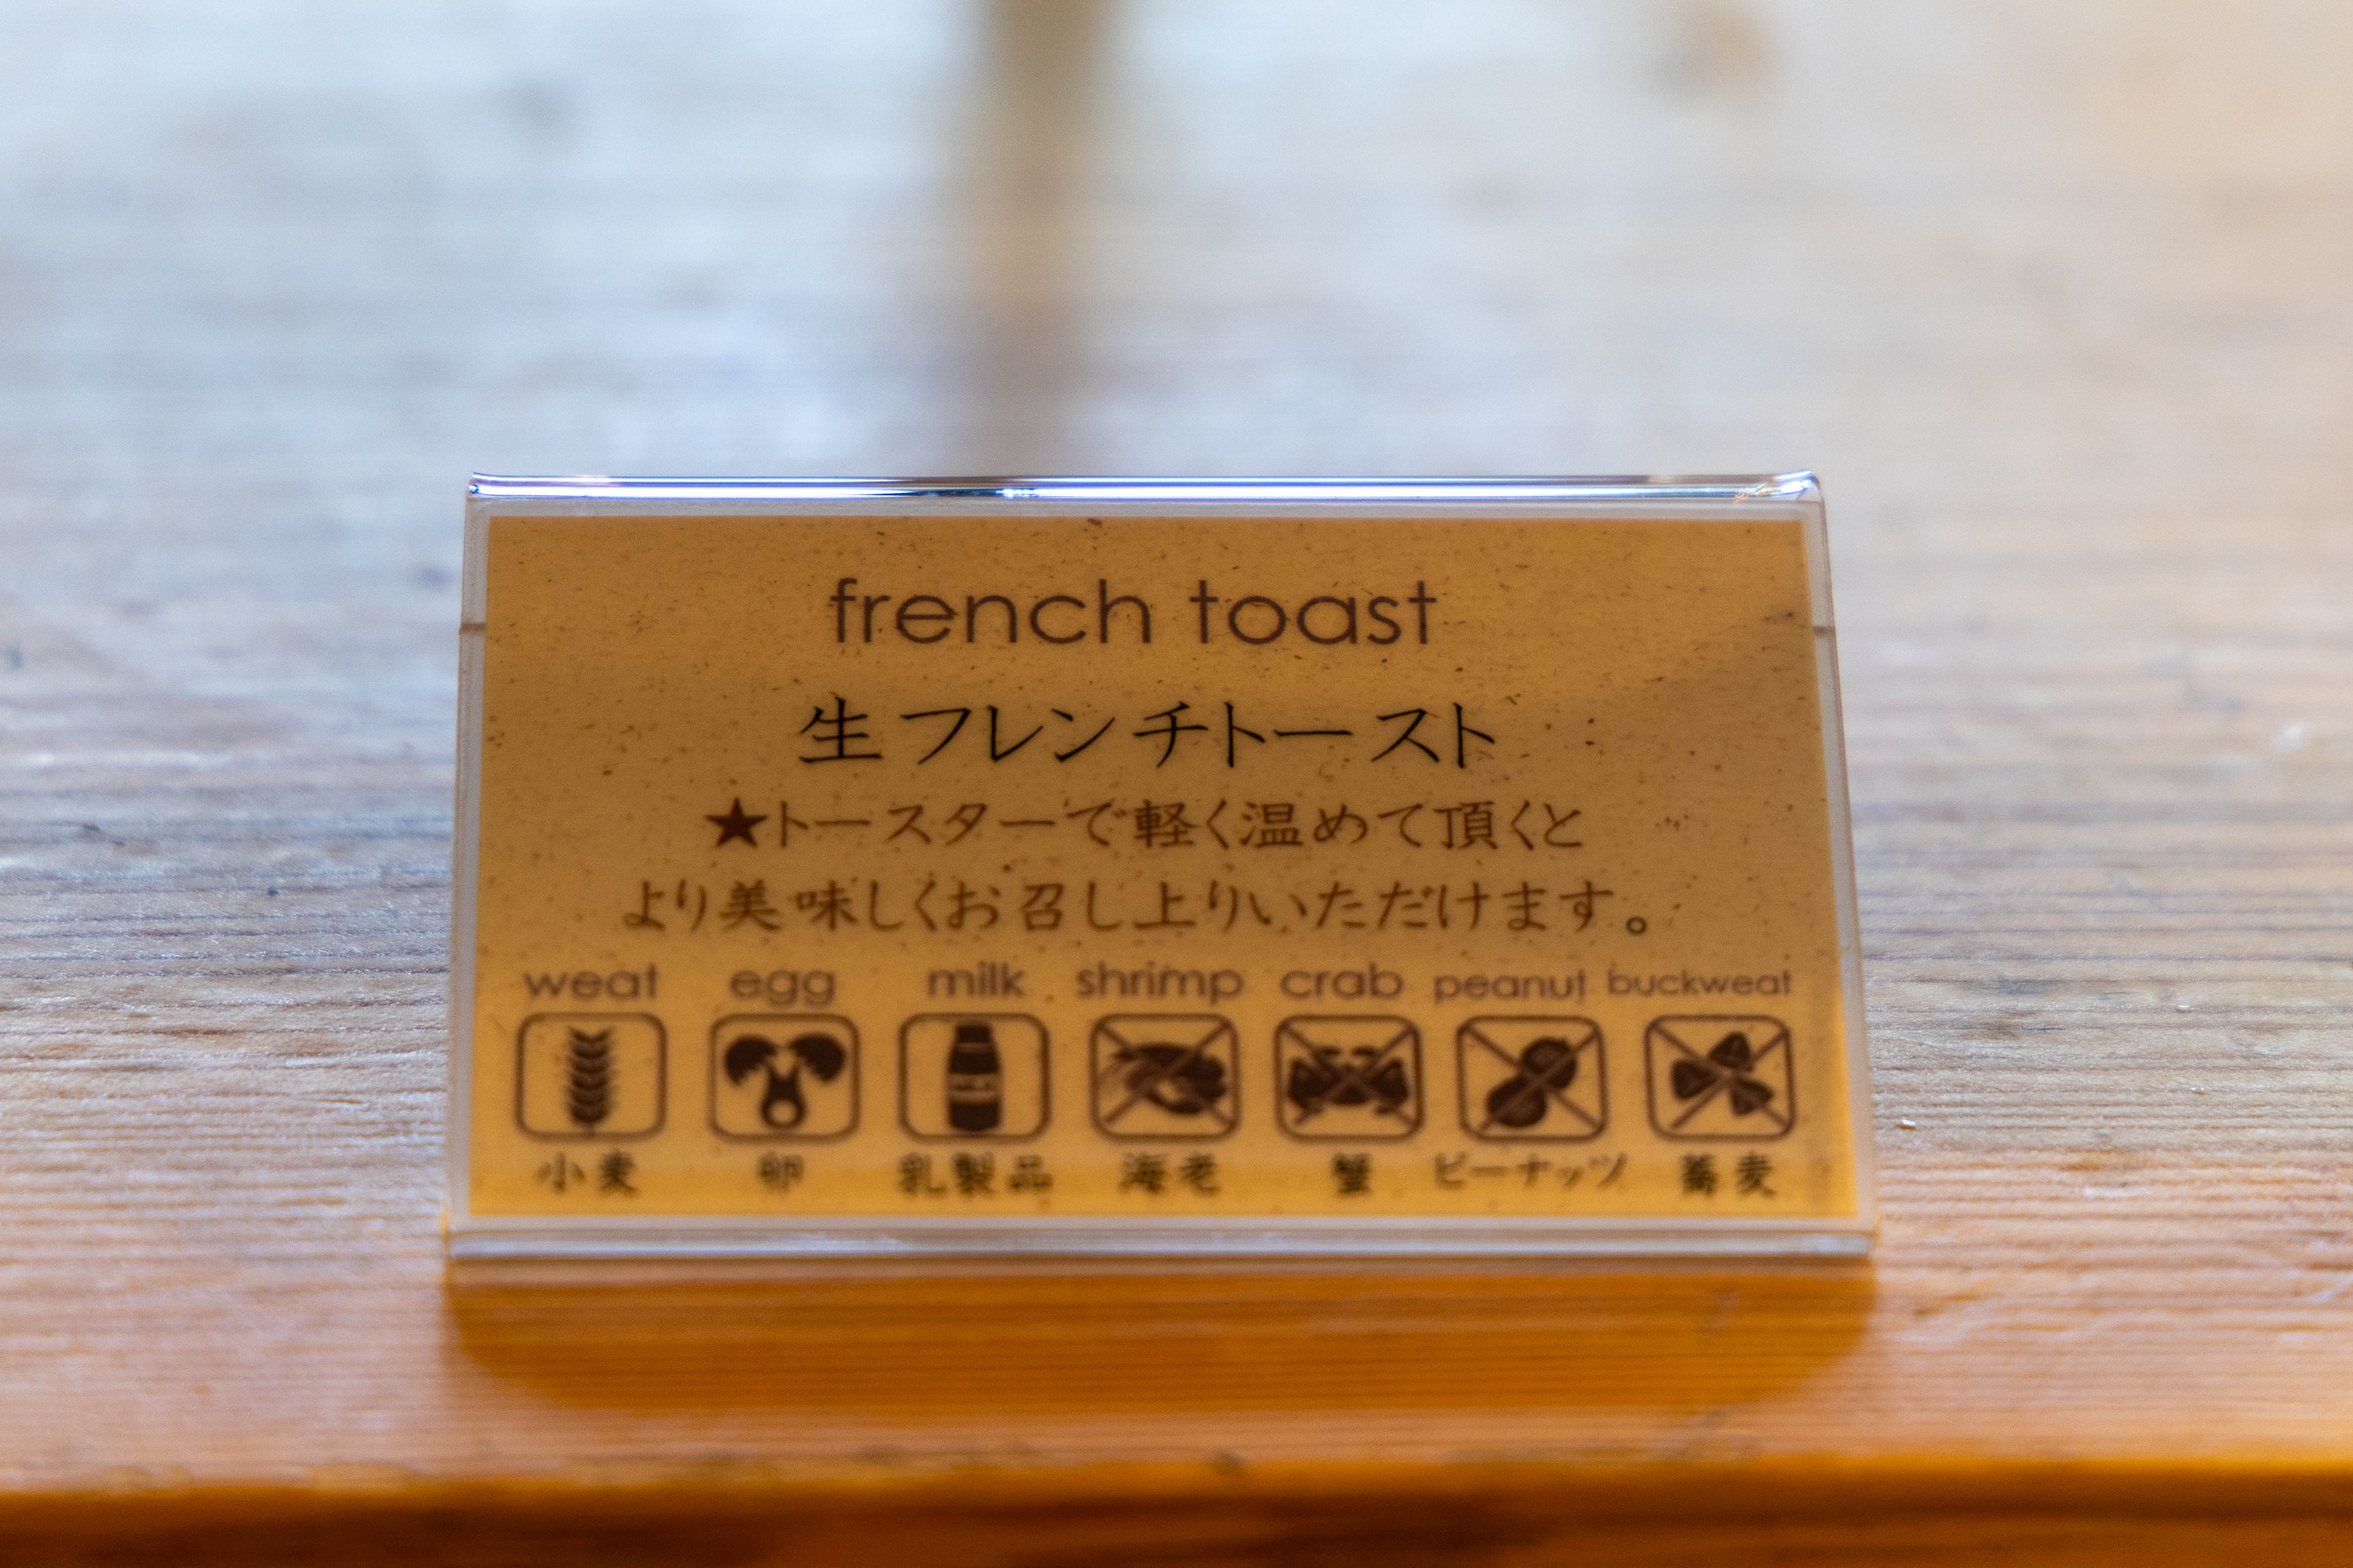 french toast
生フレンチトースト
★トースターで軽く温めて頂くと
より美味しくお召し上りいただけます。
weat egg milk shrimp crab peanut buckweat
小麦 卵 乳製品 海老 蟹 ピーナッツ 蕎麦